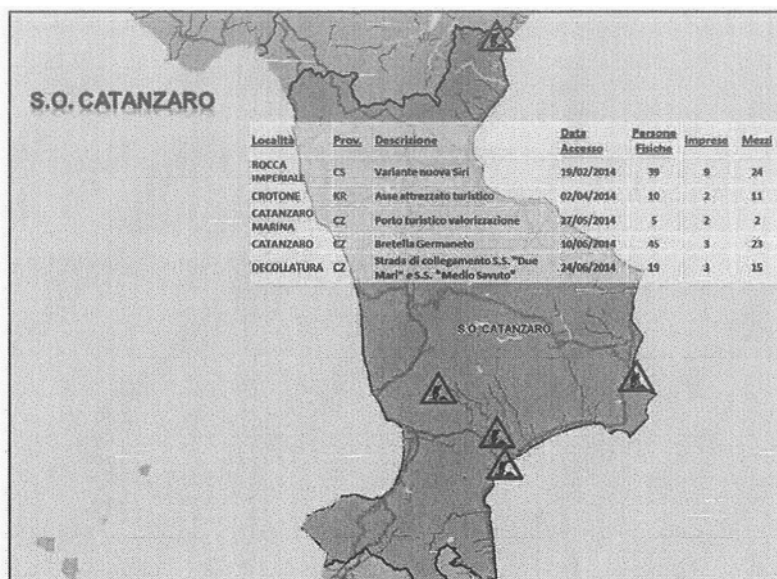 S.O. CATANZARO
Località Prov. Descrizione Data Accesso Persone Fisiche Imprese Mezzi
ROCCA IMPERIALE CS Variante nuova Siri 19/02/2014 39 9 24
CROTONE KR Asse attrezzato turistico 02/04/2014 10 2 11
CATANZARO MARINA CZ Porto turistico valorizzazione 27/05/2014 5 2 2
CATANZARO CZ Bretella Germaneto 10/06/2014 45 3 23
DECOLLATURA CZ Strada di collegamento S.S. "Due Mari" e S.S. "Medio Savuto" 24/06/2014 19 3 15
S.O. CATANZARO